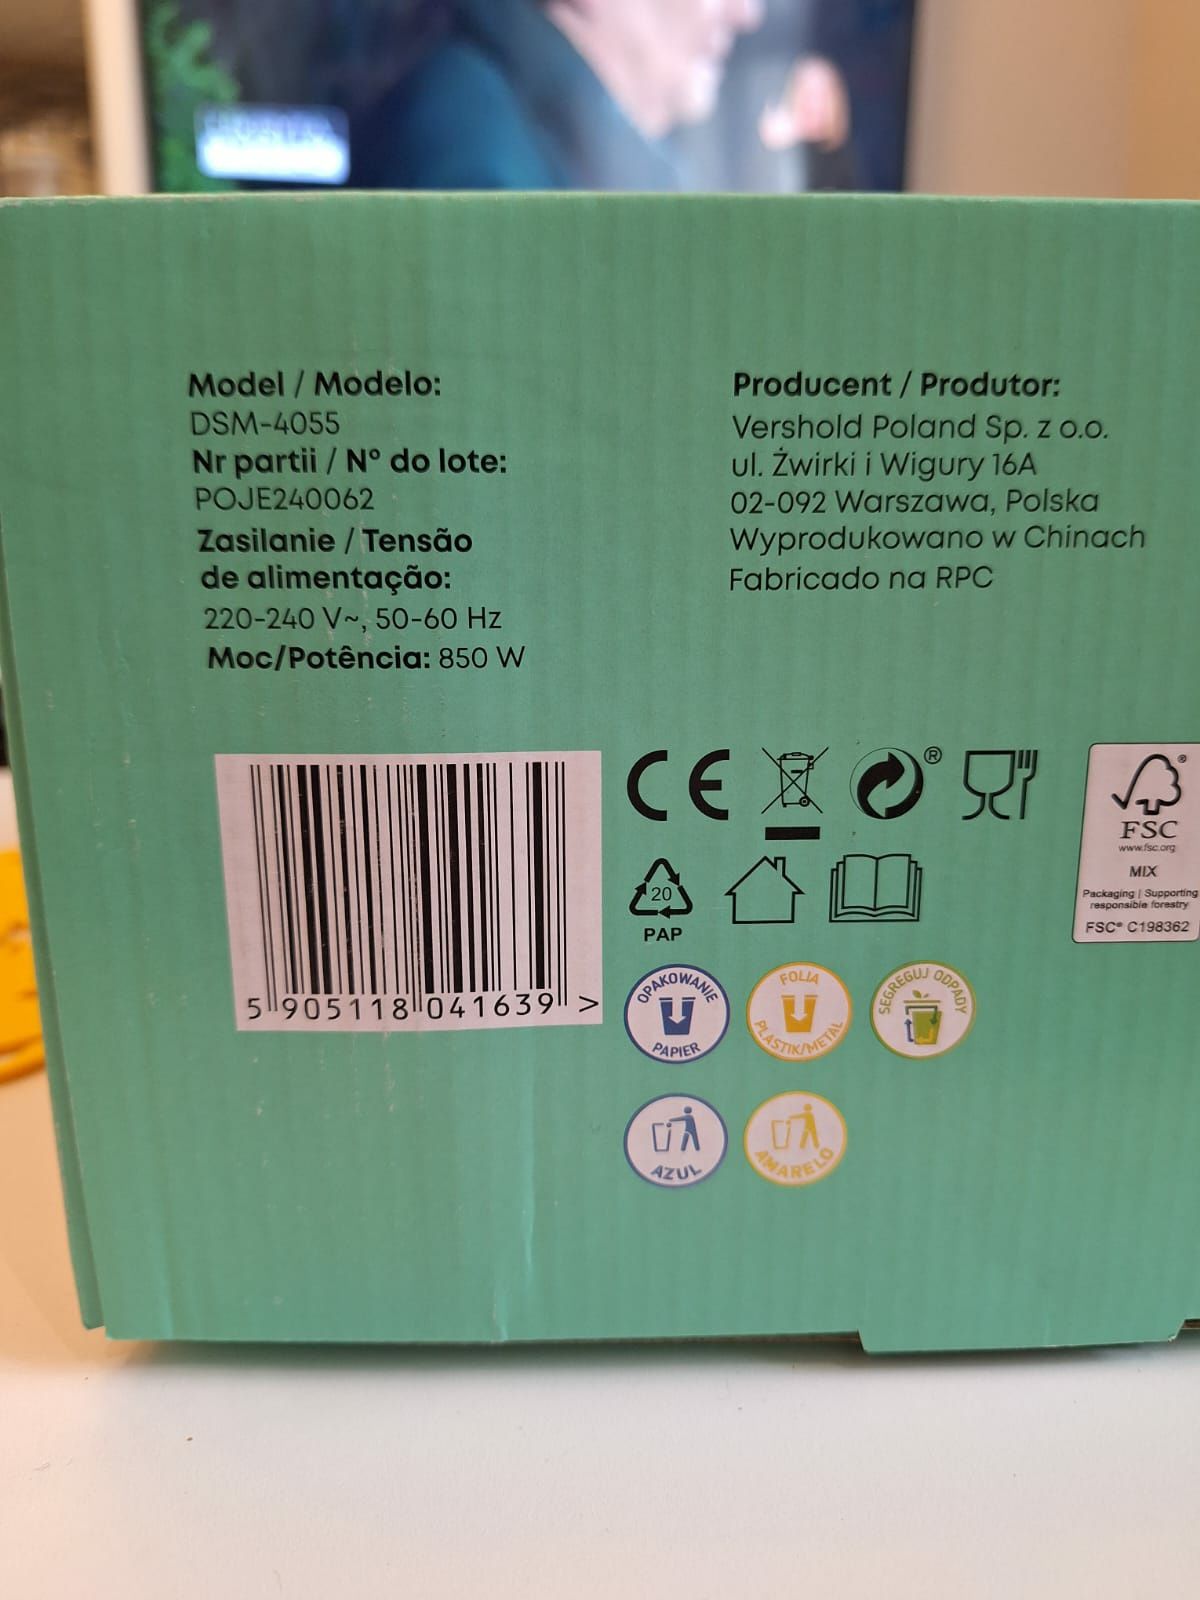 Model / Modelo:
DSM-4055
Nr partii / Nº do lote:
POJE240062
Zasilanie / Tensão
de alimentação:
220-240 V~, 50-60 Hz
Moc/Potência: 850 W
Producent / Produtor:
Vershold Poland Sp. z o.o.
ul. Żwirki i Wigury 16A
02-092 Warszawa, Polska
Wyprodukowano w Chinach
Fabricado na RPC
5 905118 041639 >
CE
®
FSC®
www.fsc.org
MIX
Packaging | Supporting
responsible forestry
FSC® C198362
20
PAP
OPAKOWANIE
PAPIER
FOLIA
PLASTIK/METAL
SEGREGUJ ODPADY
AZUL
AMARELO